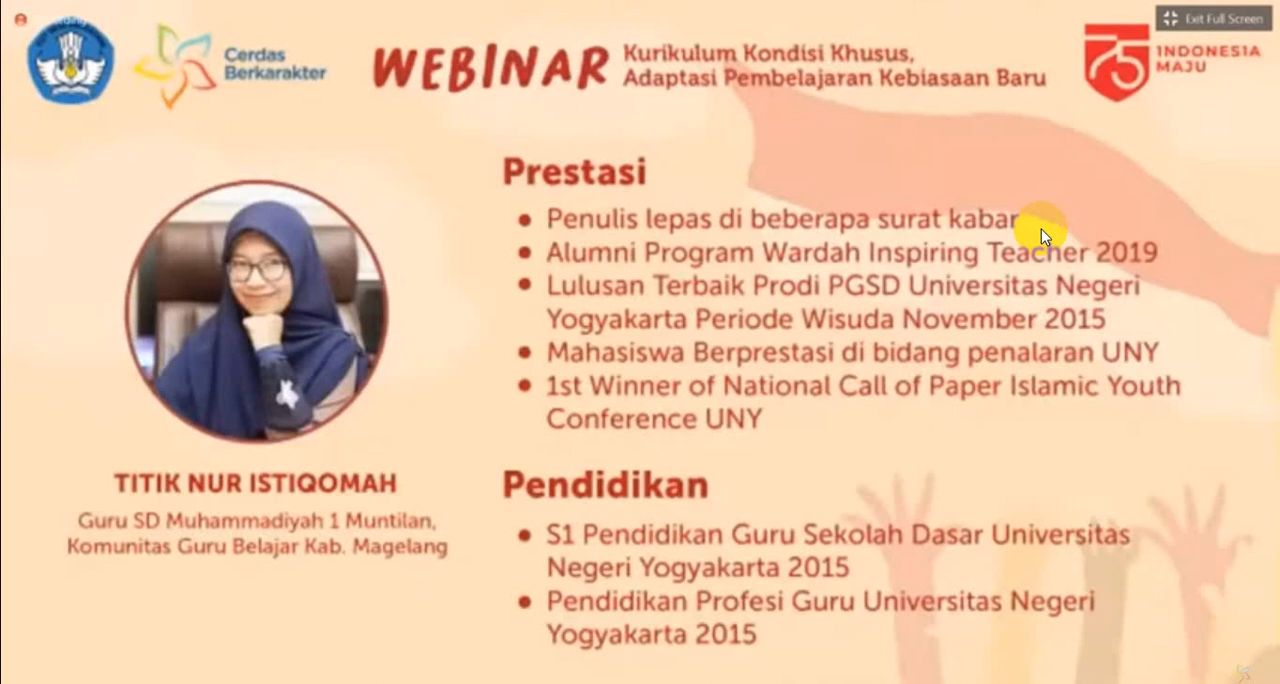 Exit Full Screen
Cerdas
Berkarakter
WEBINAR
Kurikulum Kondisi Khusus,
Adaptasi Pembelajaran Kebiasaan Baru
75
INDONESIA
MAJU
Prestasi
Penulis lepas di beberapa surat kabar
Alumni Program Wardah Inspiring Teacher 2019
Lulusan Terbaik Prodi PGSD Universitas Negeri
Yogyakarta Periode Wisuda November 2015
Mahasiswa Berprestasi di bidang penalaran UNY
1st Winner of National Call of Paper Islamic Youth
Conference UNY
TITIK NUR ISTIQOMAH
Guru SD Muhammadiyah 1 Muntilan,
Komunitas Guru Belajar Kab. Magelang
Pendidikan
S1 Pendidikan Guru Sekolah Dasar Universitas
Negeri Yogyakarta 2015
Pendidikan Profesi Guru Universitas Negeri
Yogyakarta 2015